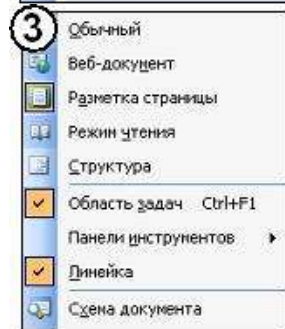 3
Обычный
Веб-документ
Разметка страницы
Режим чтения
Структура
Область задач Ctrl+F1
Панели инструментов
Линейка
Схема документа